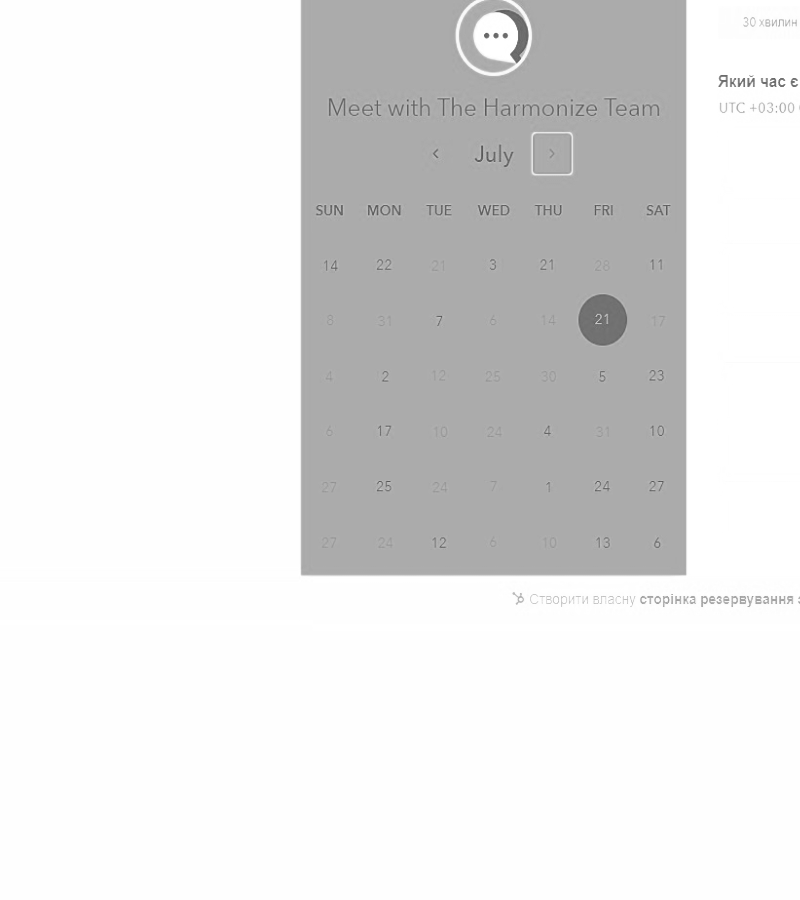 30 хвилин
Який час є
UTC +03:00
Meet with The Harmonize Team
July
SUN MON TUE WED THU FRI SAT
14 22 21 3 21 28 11
8 31 7 6 14 21 17
4 2 12 25 30 5 23
6 17 10 24 4 31 10
27 25 24 7 1 24 27
27 24 12 6 10 13 6
Створити власну сторінка резервування з